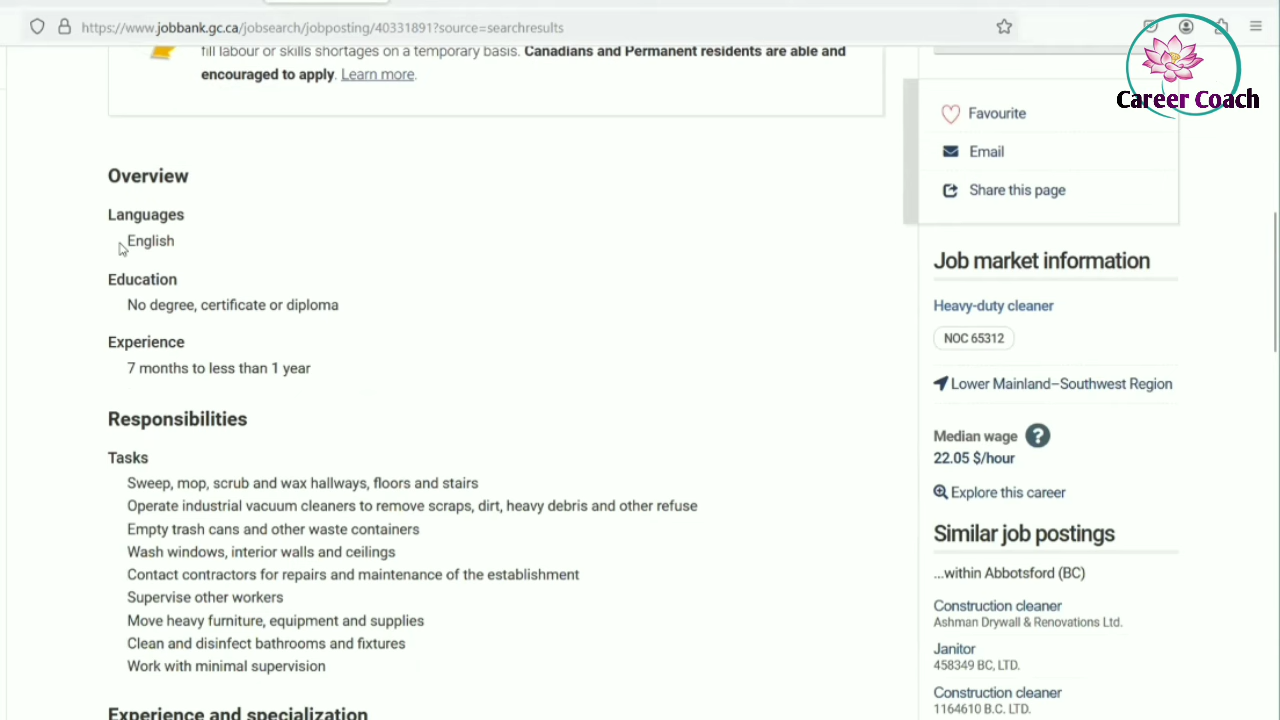 https://www.jobbank.gc.ca/jobsearch/jobposting/40331891?source=searchresults
Career Coach
fill labour or skills shortages on a temporary basis. Canadians and Permanent residents are able and
encouraged to apply. Learn more.
Overview
Languages
English
Education
No degree, certificate or diploma
Experience
7 months to less than 1 year
Responsibilities
Tasks
Sweep, mop, scrub and wax hallways, floors and stairs
Operate industrial vacuum cleaners to remove scraps, dirt, heavy debris and other refuse
Empty trash cans and other waste containers
Wash windows, interior walls and ceilings
Contact contractors for repairs and maintenance of the establishment
Supervise other workers
Move heavy furniture, equipment and supplies
Clean and disinfect bathrooms and fixtures
Work with minimal supervision
Experience and specialization
Favourite
Email
Share this page
Job market information
Heavy-duty cleaner
NOC 65312
Lower Mainland–Southwest Region
Median wage ?
22.05 $/hour
Explore this career
Similar job postings
...within Abbotsford (BC)
Construction cleaner
Ashman Drywall & Renovations Ltd.
Janitor
458349 BC, LTD.
Construction cleaner
1164610 B.C. LTD.